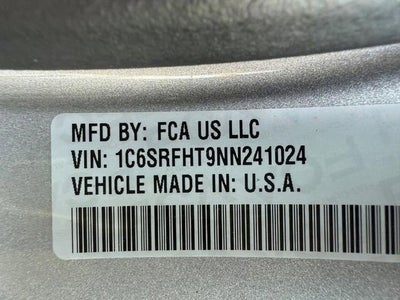 MFD BY: FCA US LLC
VIN: 1C6SRFHT9NN241024
VEHICLE MADE IN: U.S.A.